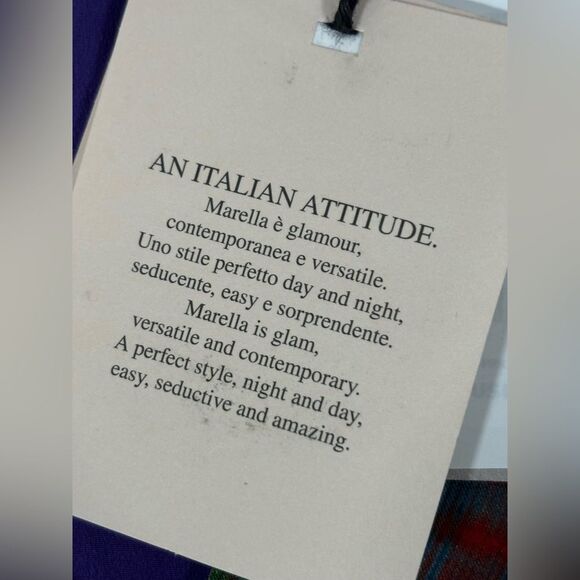 AN ITALIAN ATTITUDE.
Marella è glamour,
contemporanea e versatile.
Uno stile perfetto day and night,
seducente, easy e sorprendente.
Marella is glam,
versatile and contemporary.
A perfect style, night and day,
easy, seductive and amazing.